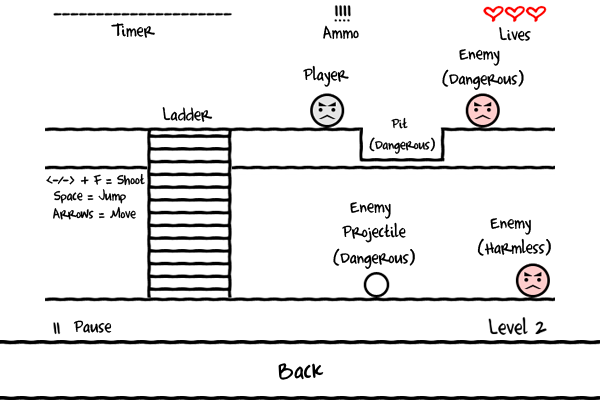 Timer
Ammo
Lives
Player
Enemy
(Dangerous)
Ladder
Pit
(Dangerous)
<-/-> + F = Shoot
Space = Jump
Arrows = Move
Enemy
Projectile
(Dangerous)
Enemy
(Harmless)
|| Pause
Level 2
Back